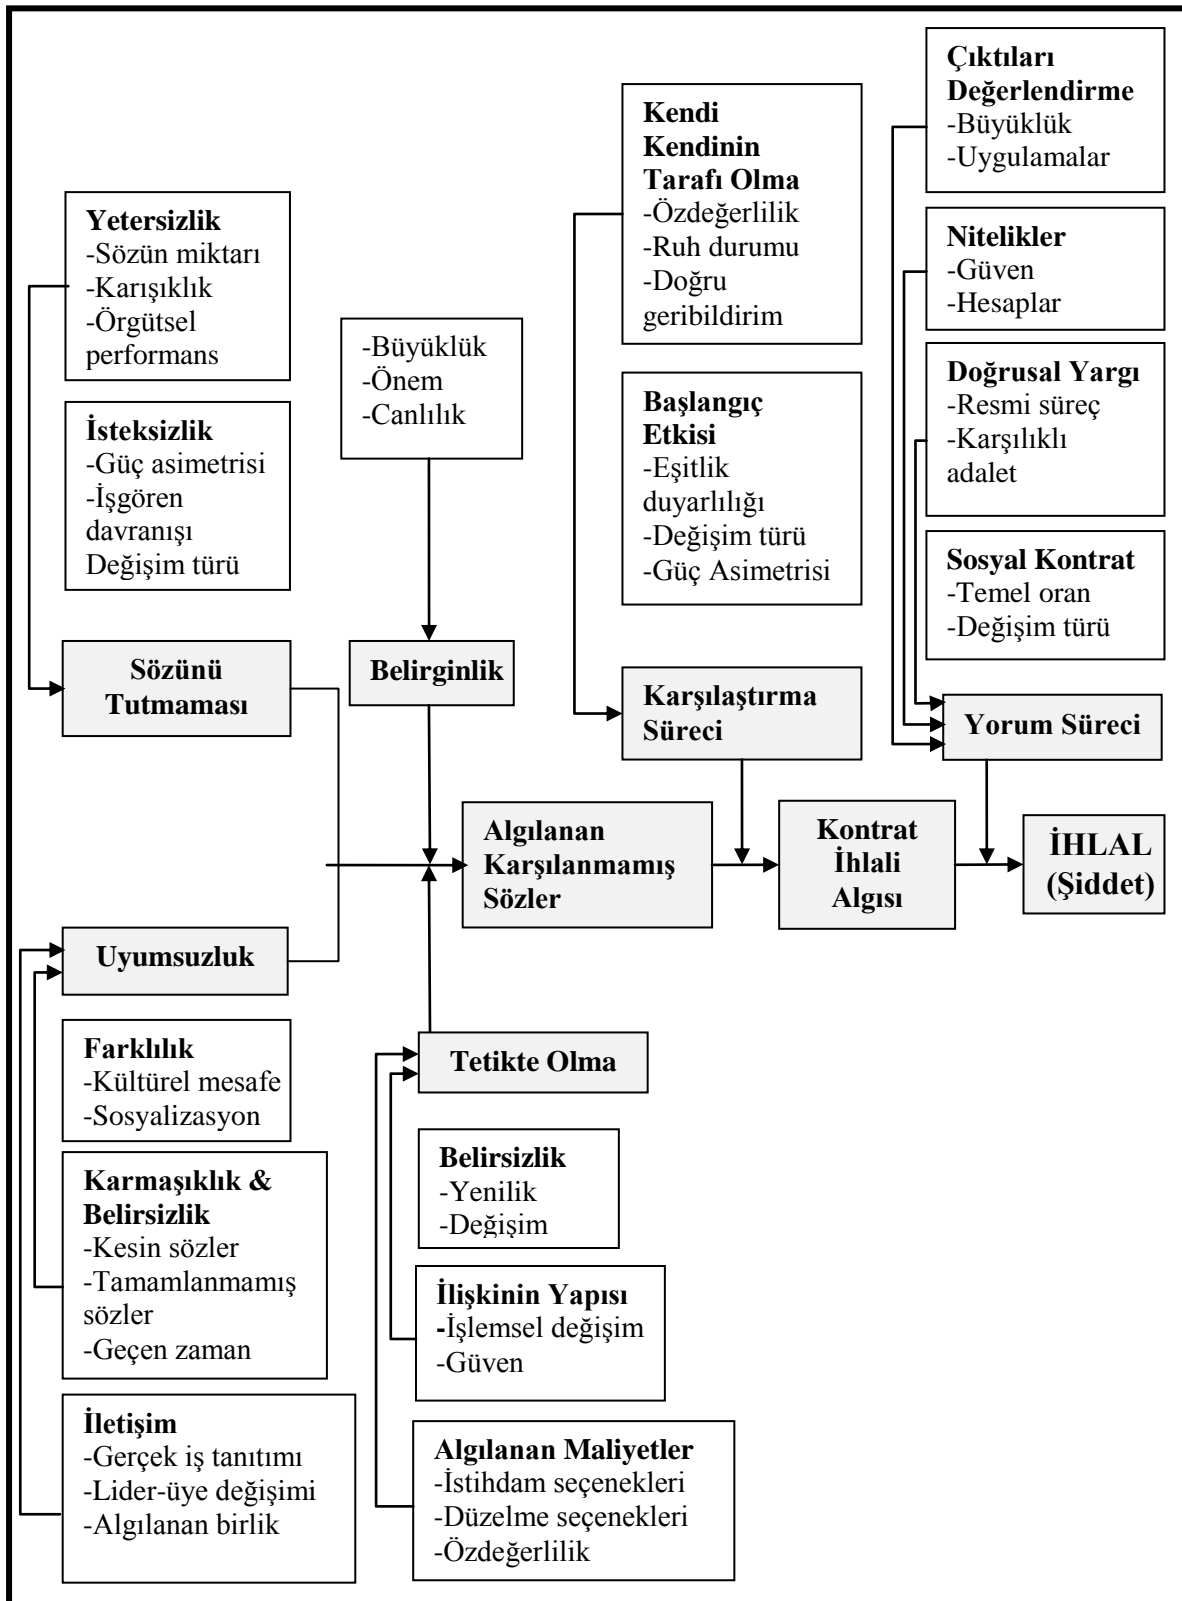 Çıktıları
Değerlendirme
-Büyüklük
-Uygulamalar
Kendi
Kendinin
Tarafı Olma
-Özdeğerlilik
-Ruh durumu
-Doğru
geribildirim
Yetersizlik
-Sözün miktarı
-Karışıklık
-Örgütsel
performans
Nitelikler
-Güven
-Hesaplar
-Büyüklük
-Önem
-Canlılık
Doğrusal Yargı
-Resmi süreç
-Karşılıklı
adalet
Başlangıç
Etkisi
-Eşitlik
duyarlılığı
-Değişim türü
-Güç Asimetrisi
İsteksizlik
-Güç asimetrisi
-İşgören
davranışı
Değişim türü
Sosyal Kontrat
-Temel oran
-Değişim türü
Sözünü
Tutmaması
Belirginlik
Karşılaştırma
Süreci
Yorum Süreci
Algılanan
Karşılanmamış
Sözler
Kontrat
İhlali
Algısı
İHLAL
(Şiddet)
Uyumsuzluk
Tetikte Olma
Farklılık
-Kültürel mesafe
-Sosyalizasyon
Belirsizlik
-Yenilik
-Değişim
Karmaşıklık &
Belirsizlik
-Kesin sözler
-Tamamlanmamış
sözler
-Geçen zaman
İlişkinin Yapısı
-İşlemsel değişim
-Güven
İletişim
-Gerçek iş tanıtımı
-Lider-üye değişimi
-Algılanan birlik
Algılanan Maliyetler
-İstihdam seçenekleri
-Düzelme seçenekleri
-Özdeğerlilik